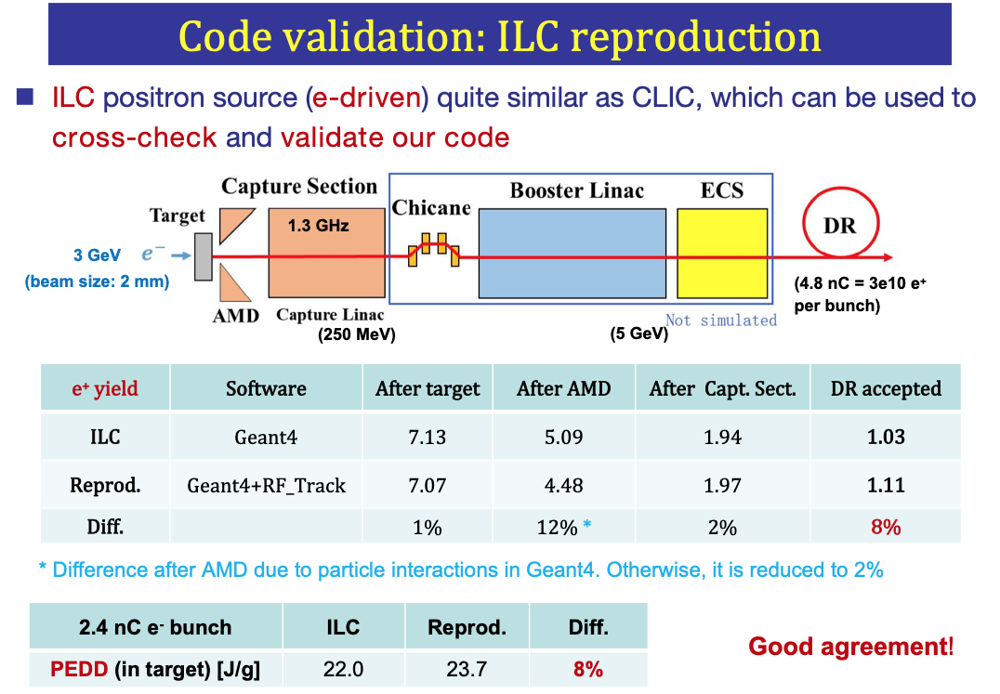 Code validation: ILC reproduction
■ ILC positron source (e-driven) quite similar as CLIC, which can be used to
cross-check and validate our code
Capture Section
Target
1.3 GHz
Chicane
Booster Linac
ECS
DR
3 GeV e⁻
(beam size: 2 mm)
AMD
Capture Linac
(250 MeV)
(5 GeV)
Not simulated
(4.8 nC = 3e10 e⁺
per bunch)
e⁺ yield Software After target After AMD After Capt. Sect. DR accepted
ILC Geant4 7.13 5.09 1.94 1.03
Reprod. Geant4+RF_Track 7.07 4.48 1.97 1.11
Diff. 1% 12% * 2% 8%
* Difference after AMD due to particle interactions in Geant4. Otherwise, it is reduced to 2%
2.4 nC e⁻ bunch ILC Reprod. Diff.
PEDD (in target) [J/g] 22.0 23.7 8%
Good agreement!